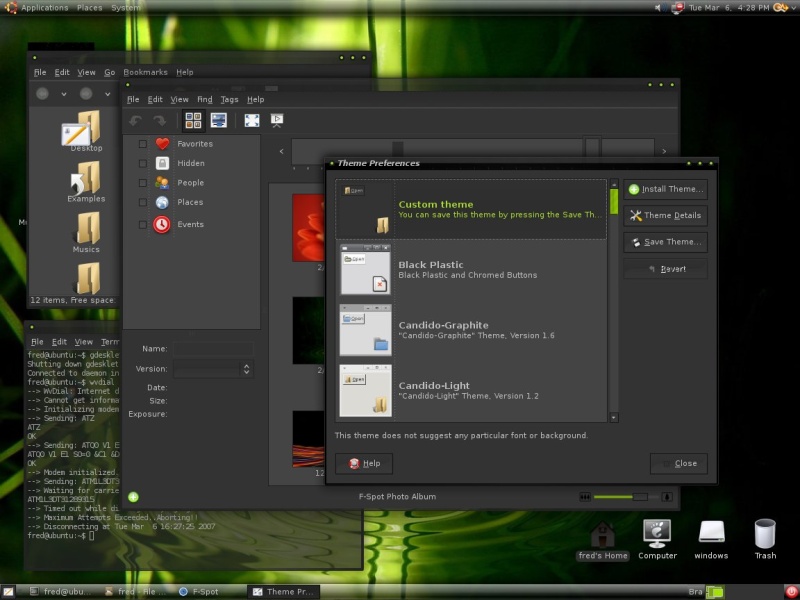 Applications Places System
Tue Mar 6, 4:28 PM
File Edit View Go Bookmarks Help
Desktop
Examples
Musics
12 items, Free space:
File Edit View Find Tags Help
Favorites
Hidden
People
Places
Events
Name:
Version:
Date:
Size:
Exposure:
F-Spot Photo Album
Theme Preferences
Custom theme
You can save this theme by pressing the Save Th...
Black Plastic
Black Plastic and Chromed Buttons
Candido-Graphite
"Candido-Graphite" Theme, Version 1.6
Candido-Light
"Candido-Light" Theme, Version 1.2
Install Theme...
Theme Details
Save Theme...
Revert
This theme does not suggest any particular font or background.
Help
Close
File Edit View Term
fred@ubuntu:~$ gdeskle
Shutting down gdesklet
Connected to daemon in
fred@ubuntu:~$ wvdial
--> WvDial: Internet d
--> Cannot get informa
--> Initializing modem
--> Sending: ATZ
ATZ
OK
--> Sending: ATQ0 V1 E
ATQ0 V1 E1 S0=0 &C1 &D
OK
--> Modem initialized.
--> Sending: ATM1L3DT3
--> Waiting for carrie
ATM1L3DT31289315
--> Timed out while di
--> Maximum Attempts Exceeded..Aborting!!
--> Disconnecting at Tue Mar 6 16:27:25 2007
fred@ubuntu:~$
fred's Home
Computer
windows
Trash
fred@ubu...
fred - File ...
F-Spot
Theme Pr...
Bra